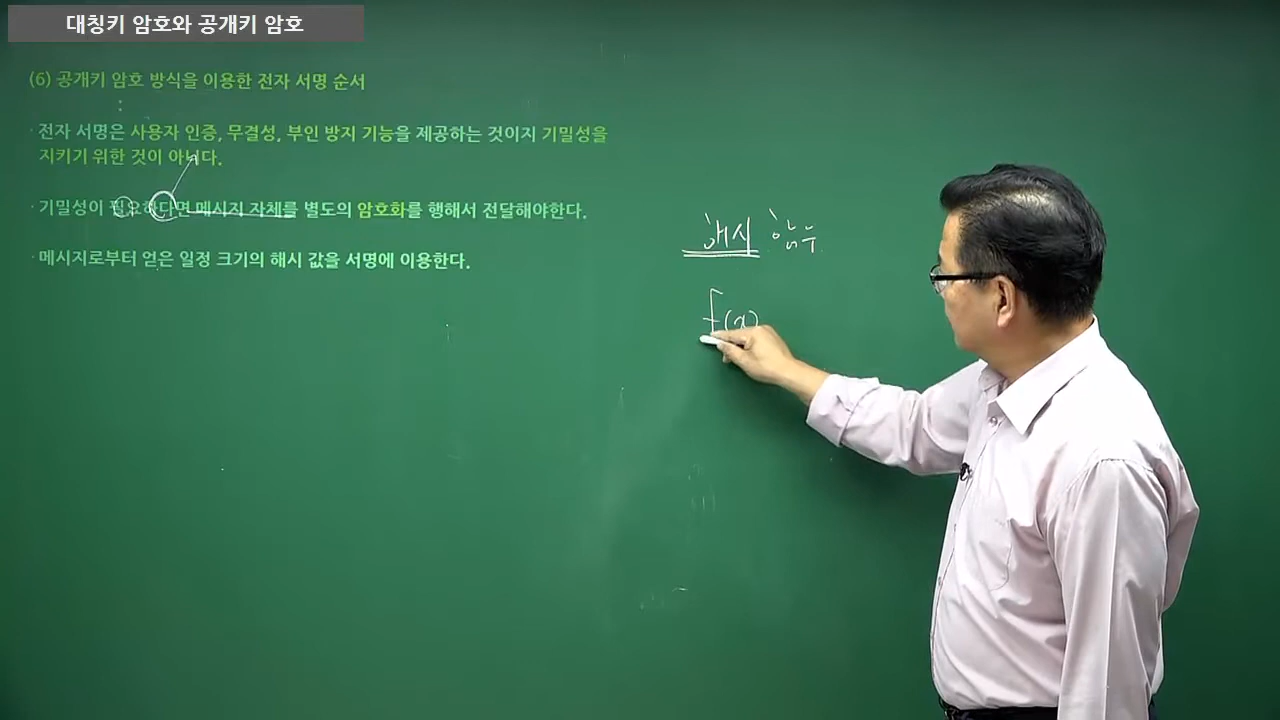 대칭키 암호와 공개키 암호
(6) 공개키 암호 방식을 이용한 전자 서명 순서
:
· 전자 서명은 사용자 인증, 무결성, 부인 방지 기능을 제공하는 것이지 기밀성을
지키기 위한 것이 아니다.
· 기밀성이 필요하다면 메시지 자체를 별도의 암호화를 행해서 전달해야한다.
· 메시지로부터 얻은 일정 크기의 해시 값을 서명에 이용한다.
해시 함수
f(x)